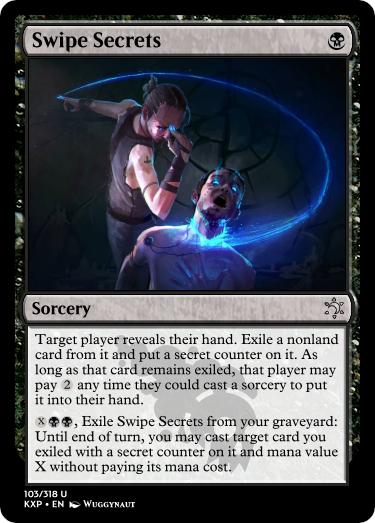 Swipe Secrets
Sorcery
Target player reveals their hand. Exile a nonland
card from it and put a secret counter on it. As
long as that card remains exiled, that player may
pay 2 any time they could cast a sorcery to put
it into their hand.
X, Exile Swipe Secrets from your graveyard:
Until end of turn, you may cast target card you
exiled with a secret counter on it and mana value
X without paying its mana cost.
103/318 U
KXP • EN Wuggynaut